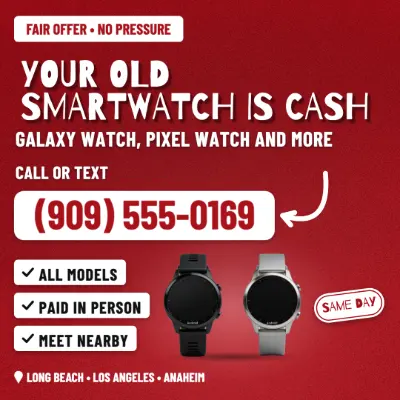 FAIR OFFER • NO PRESSURE
YOUR OLD
SMARTWATCH IS CASH
GALAXY WATCH, PIXEL WATCH AND MORE
CALL OR TEXT
(909) 555-0169
ALL MODELS
PAID IN PERSON
MEET NEARBY
SAME DAY
LONG BEACH • LOS ANGELES • ANAHEIM